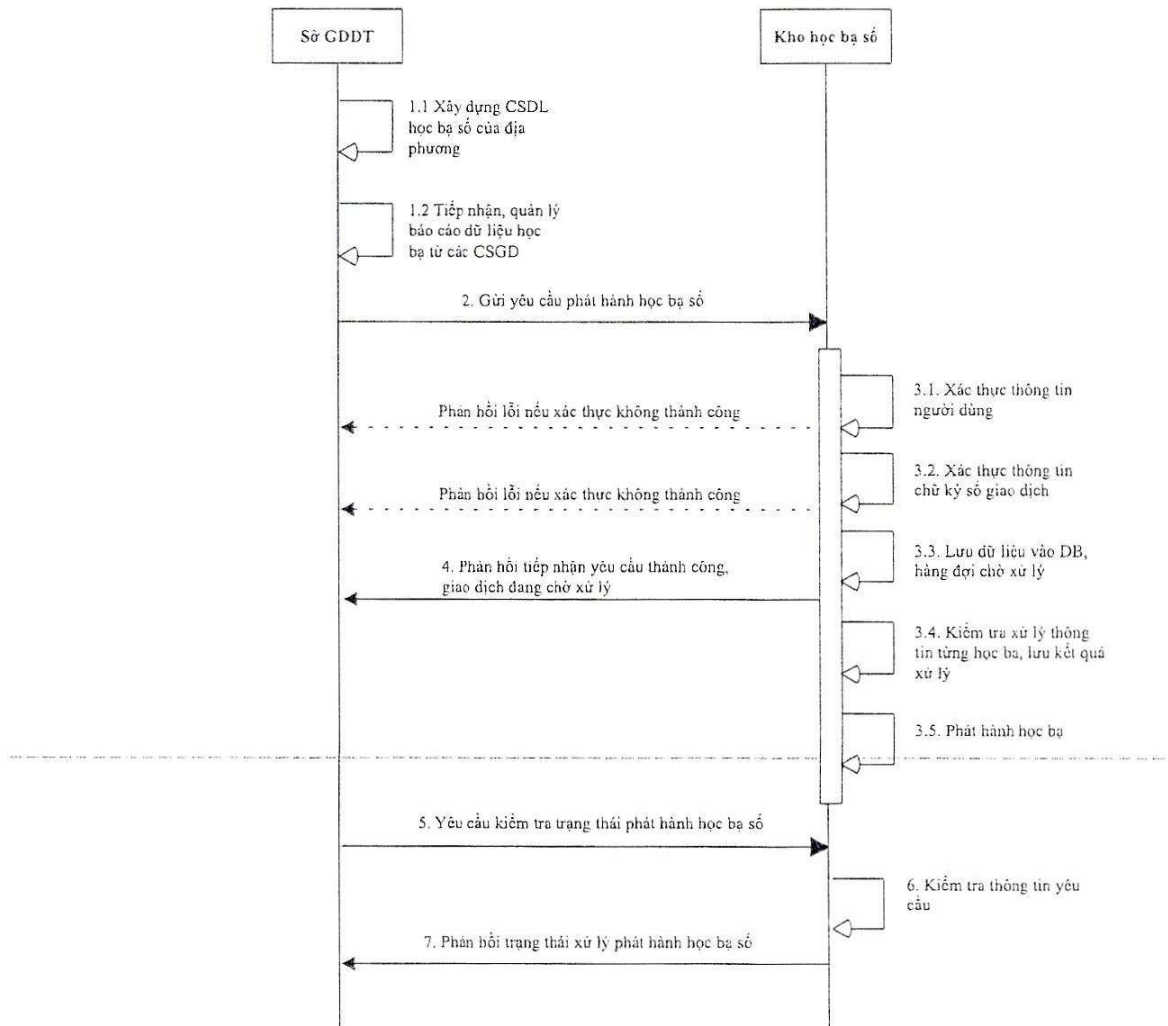 Sở GDDT
Kho học bạ số
1.1 Xây dựng CSDL
học bạ số của địa
phương
1.2 Tiếp nhận, quản lý
báo cáo dữ liệu học
bạ từ các CSGD
2. Gửi yêu cầu phát hành học bạ số
3.1. Xác thực thông tin
người dùng
Phản hồi lỗi nếu xác thực không thành công
3.2. Xác thực thông tin
chữ ký số giao dịch
Phản hồi lỗi nếu xác thực không thành công
3.3. Lưu dữ liệu vào DB,
hàng đợi chờ xử lý
4. Phản hồi tiếp nhận yêu cầu thành công,
giao dịch đang chờ xử lý
3.4. Kiểm tra xử lý thông
tin từng học ba, lưu kết quả
xử lý
3.5. Phát hành học bạ
5. Yêu cầu kiểm tra trạng thái phát hành học bạ số
6. Kiểm tra thông tin yêu
cầu
7. Phản hồi trạng thái xử lý phát hành học bạ số